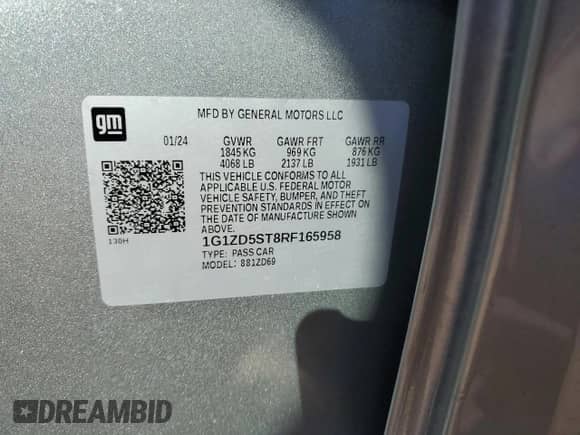 gm
MFD BY GENERAL MOTORS LLC
01/24 GVWR GAWR FRT GAWR RR
1845 KG 969 KG 876 KG
4068 LB 2137 LB 1931 LB
THIS VEHICLE CONFORMS TO ALL
APPLICABLE U.S. FEDERAL MOTOR
VEHICLE SAFETY, BUMPER, AND THEFT
PREVENTION STANDARDS IN EFFECT ON
THE DATE OF MANUFACTURE SHOWN
ABOVE.
130H
1G1ZD5ST8RF165958
TYPE: PASS CAR
MODEL: 881ZD69
DREAMBID